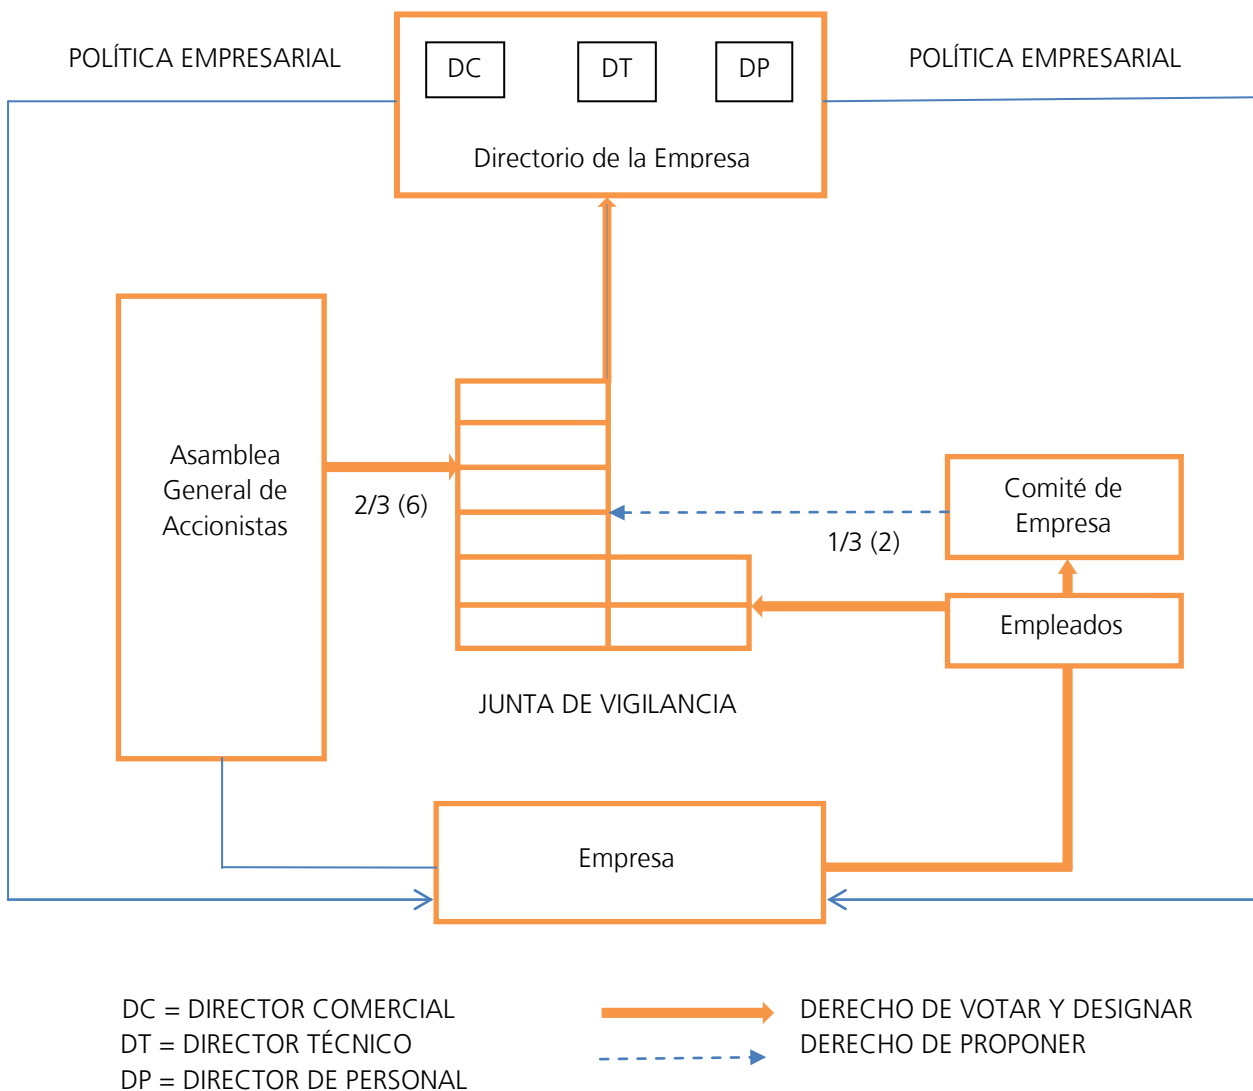 POLÍTICA EMPRESARIAL
DC
DT
DP
POLÍTICA EMPRESARIAL
Directorio de la Empresa
Asamblea
General de
Accionistas
2/3 (6)
Comité de
Empresa
1/3 (2)
Empleados
JUNTA DE VIGILANCIA
Empresa
DC = DIRECTOR COMERCIAL
DT = DIRECTOR TÉCNICO
DP = DIRECTOR DE PERSONAL
DERECHO DE VOTAR Y DESIGNAR
DERECHO DE PROPONER